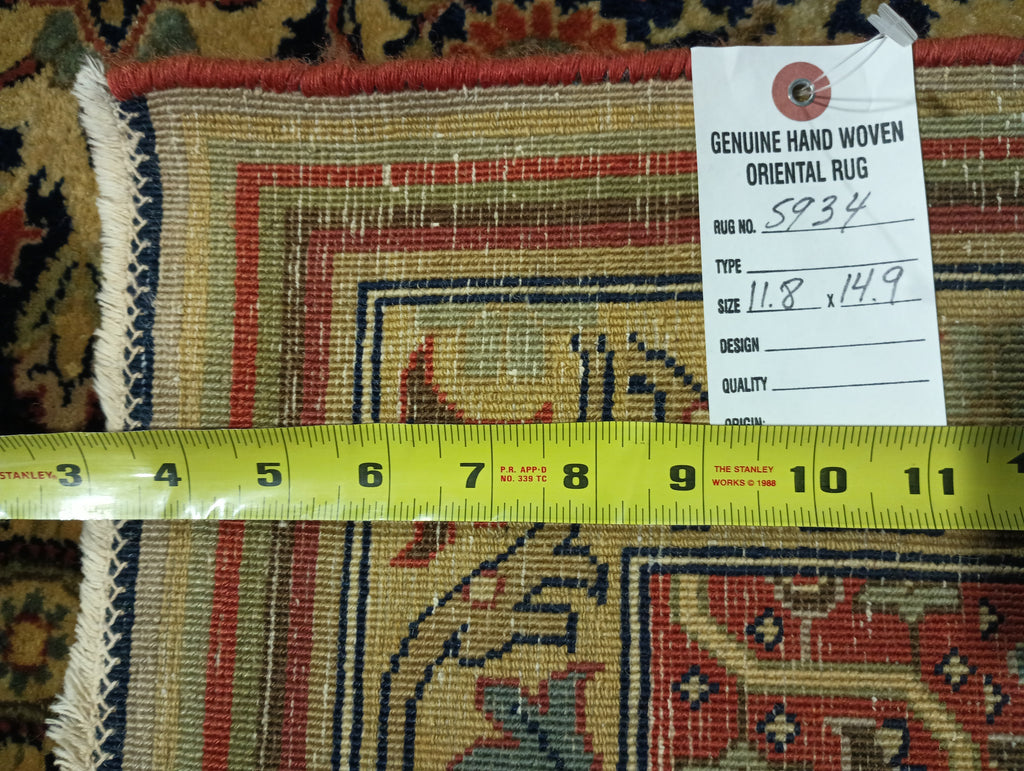 GENUINE HAND WOVEN
ORIENTAL RUG
RUG NO. 5934
TYPE
SIZE 11.8 X 14.9
DESIGN
QUALITY
ORIGIN:
STANLEY 3 4 5 6 7 P.R. APP-D 8 9 THE STANLEY 10 11
NO. 339 TC WORKS © 1988